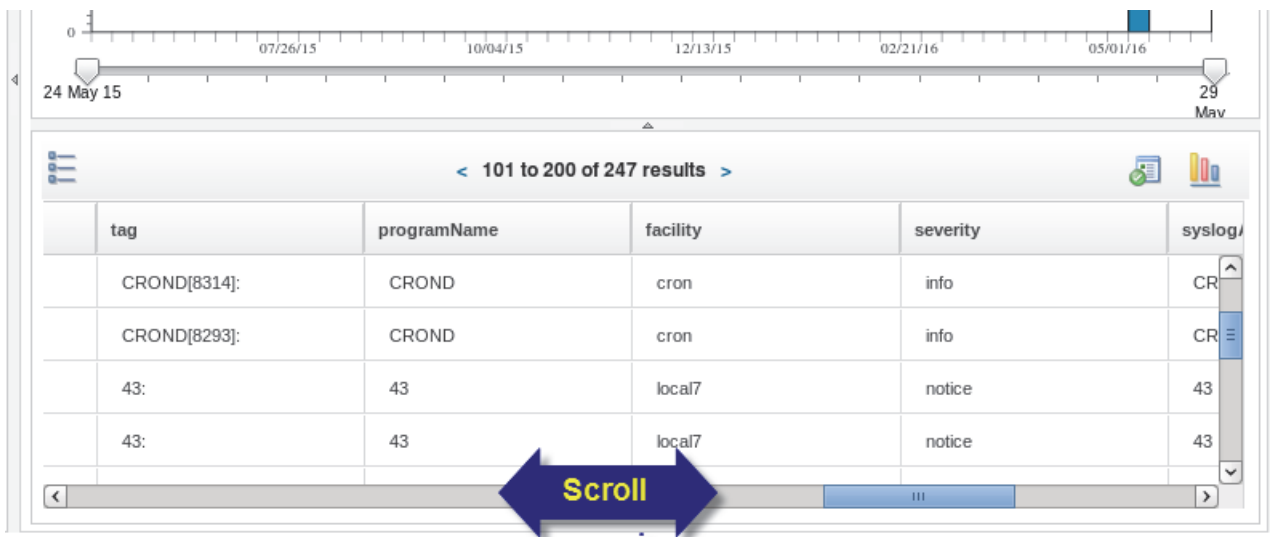 0
07/26/15 10/04/15 12/13/15 02/21/16 05/01/16
24 May 15 29
May
< 101 to 200 of 247 results >
tag programName facility severity syslog
CROND[8314]: CROND cron info CR
CROND[8293]: CROND cron info CR
43: 43 local7 notice 43
43: 43 local7 notice 43
Scroll